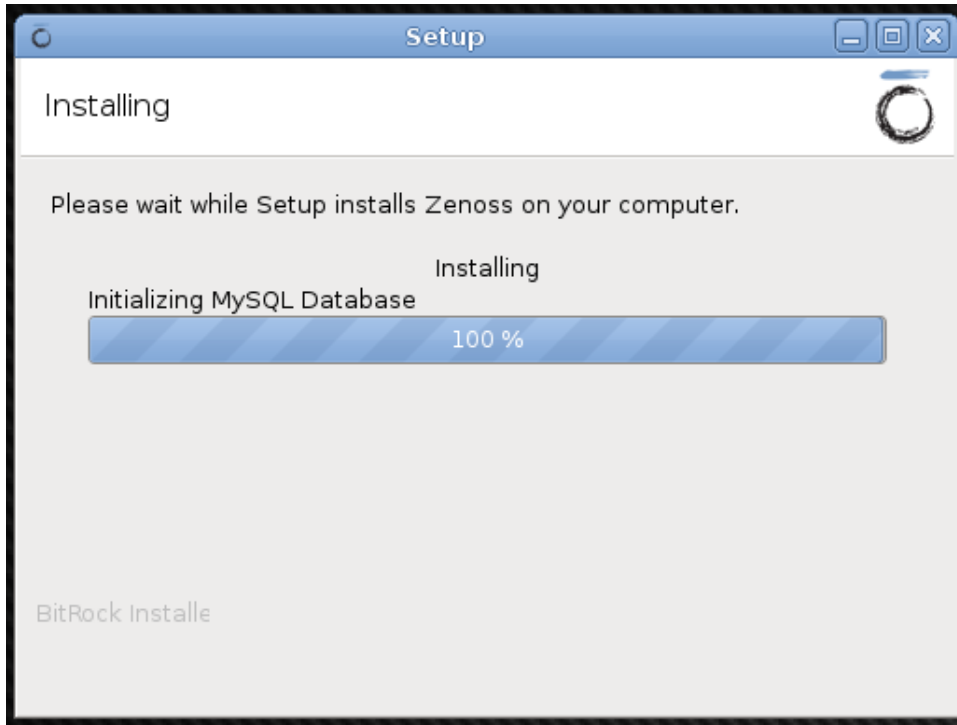 Setup
Installing
Please wait while Setup installs Zenoss on your computer.
Installing
Initializing MySQL Database
100 %
BitRock Installe